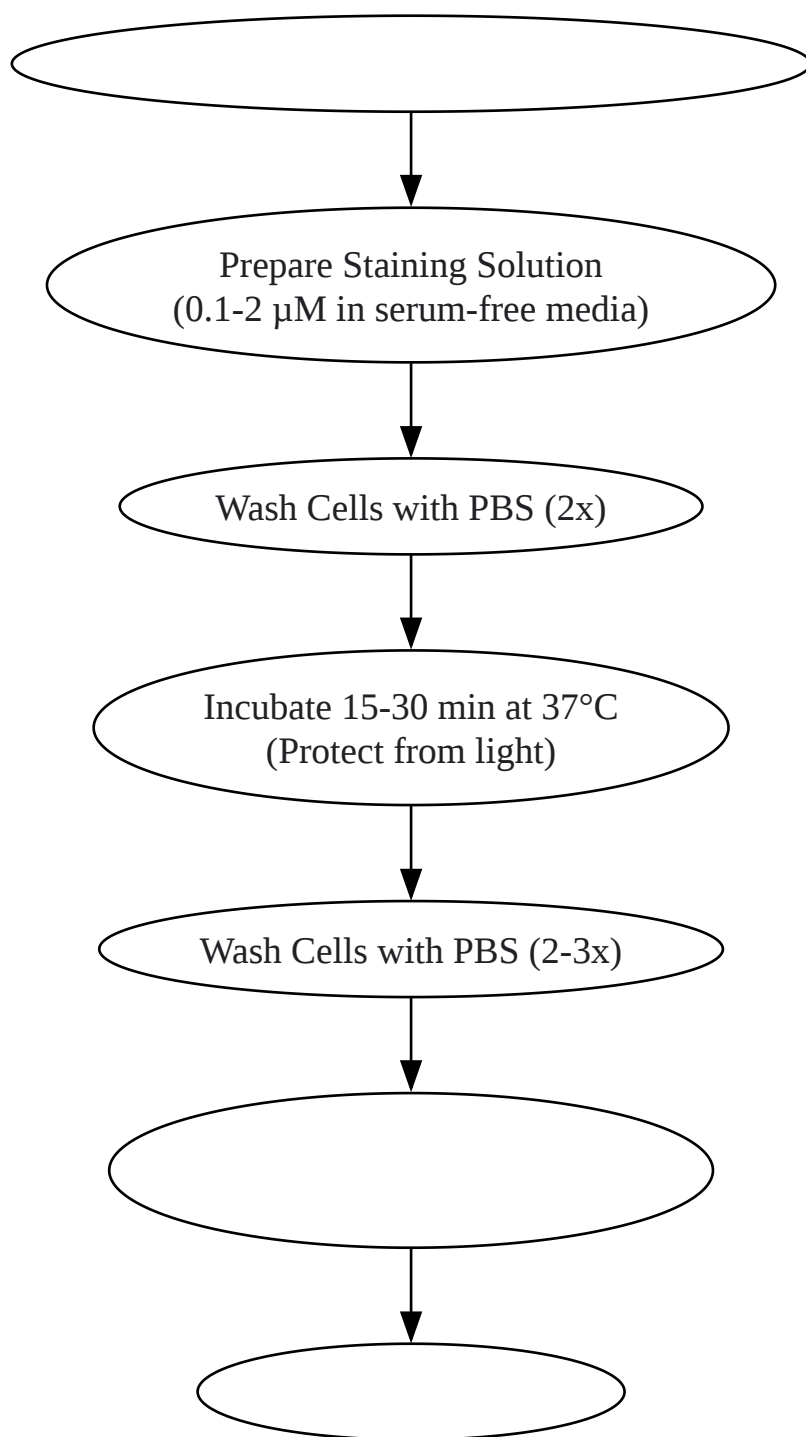 Prepare Staining Solution
(0.1-2 µM in serum-free media)
Wash Cells with PBS (2x)
Incubate 15-30 min at 37°C
(Protect from light)
Wash Cells with PBS (2-3x)